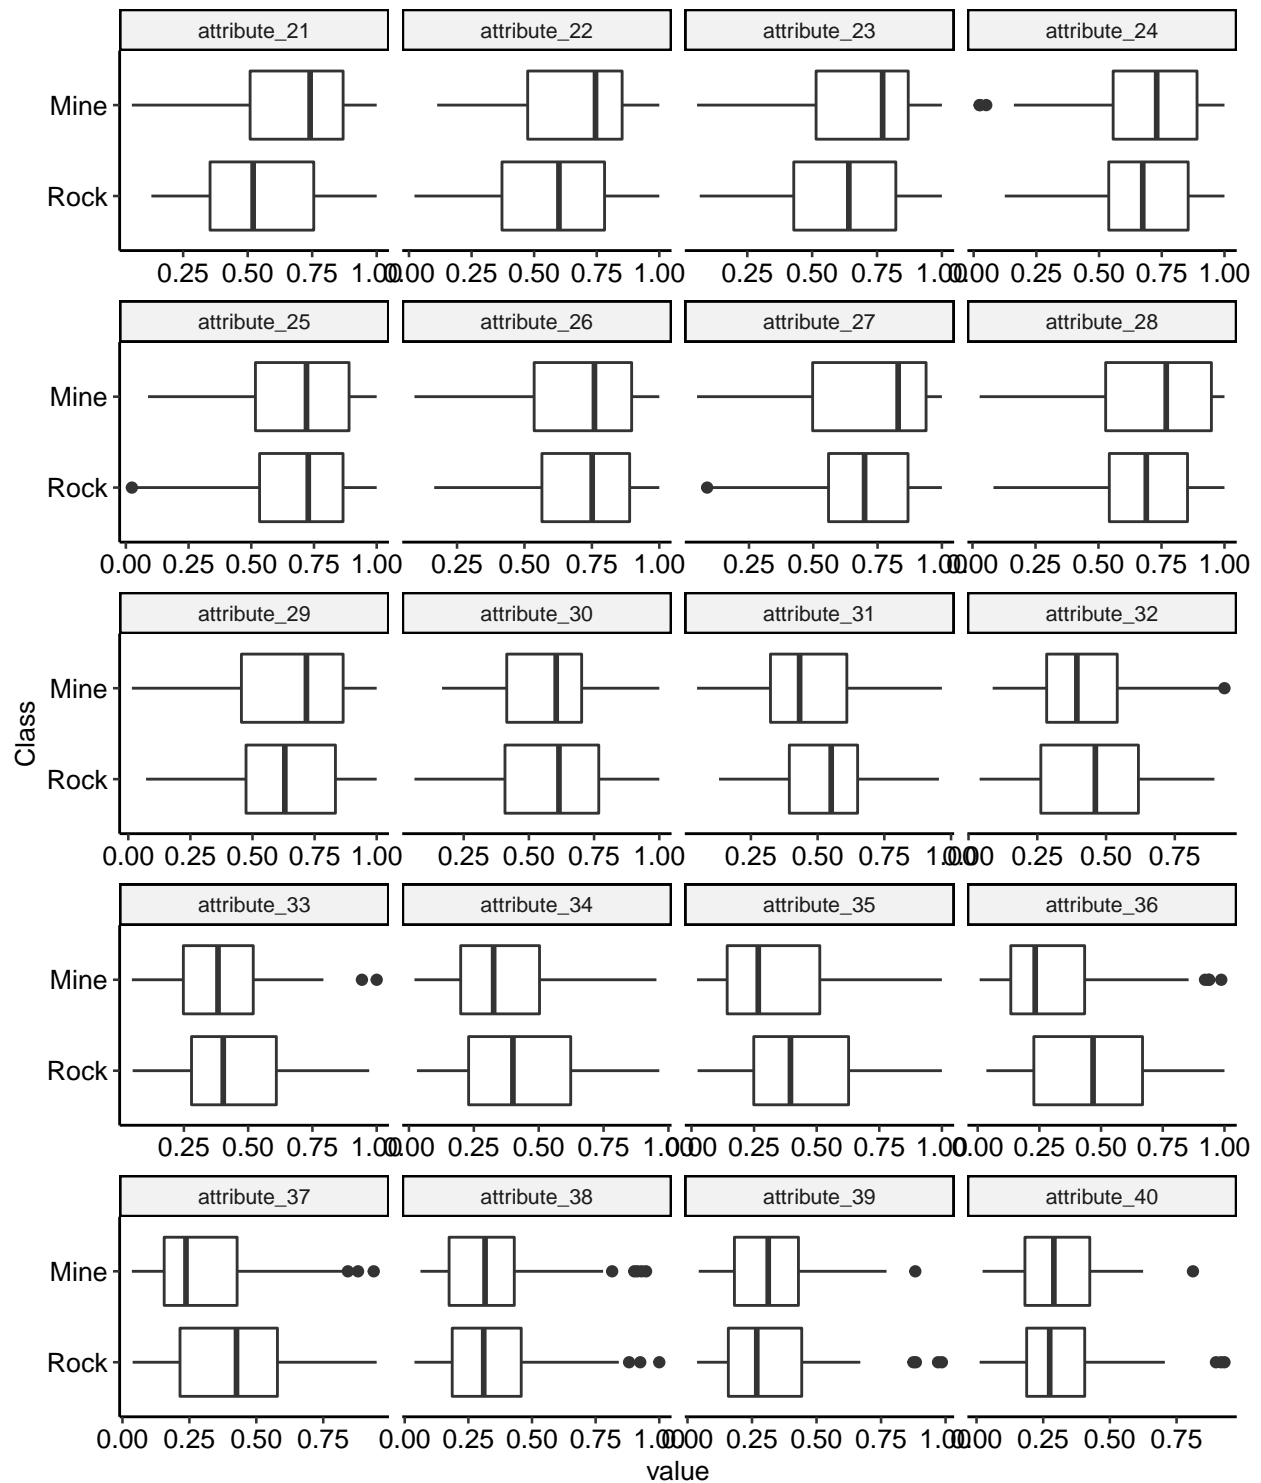 attribute_21 attribute_22 attribute_23 attribute_24
Mine
Rock
0.25 0.50 0.75 1.00 0.00 0.25 0.50 0.75 1.00 0.25 0.50 0.75 1.00 0.00 0.25 0.50 0.75 1.00
attribute_25 attribute_26 attribute_27 attribute_28
Mine
Rock
0.00 0.25 0.50 0.75 1.00 0.25 0.50 0.75 1.00 0.25 0.50 0.75 1.00 0.00 0.25 0.50 0.75 1.00
attribute_29 attribute_30 attribute_31 attribute_32
Mine
Class
Rock
0.00 0.25 0.50 0.75 1.00 0.25 0.50 0.75 1.00 0.25 0.50 0.75 1.00 0.00 0.25 0.50 0.75
attribute_33 attribute_34 attribute_35 attribute_36
Mine
Rock
0.25 0.50 0.75 1.00 0.00 0.25 0.50 0.75 1.00 0.00 0.25 0.50 0.75 1.00 0.00 0.25 0.50 0.75 1.00
attribute_37 attribute_38 attribute_39 attribute_40
Mine
Rock
0.00 0.25 0.50 0.75 0.00 0.25 0.50 0.75 1.00 0.00 0.25 0.50 0.75 1.00 0.00 0.25 0.50 0.75
value